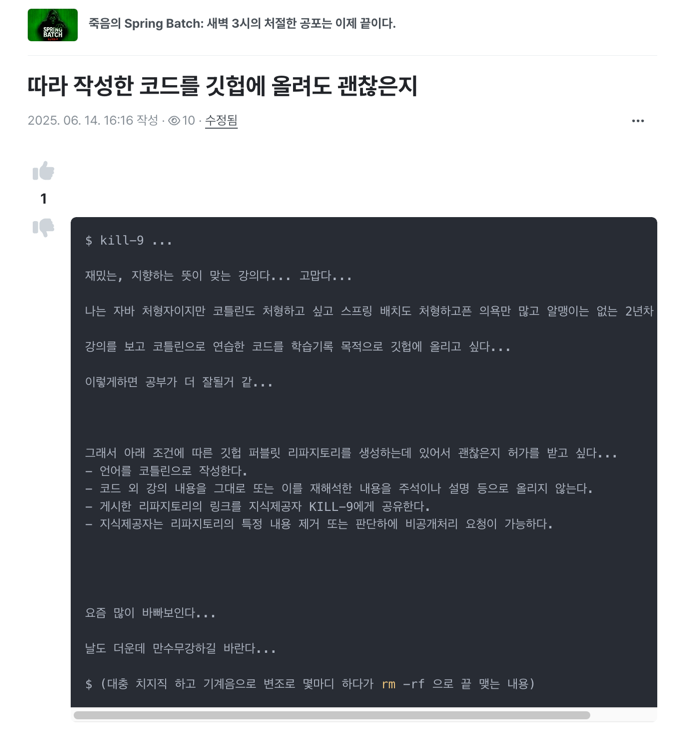 SPRING BATCH
죽음의 Spring Batch: 새벽 3시의 처절한 공포는 이제 끝이다.
따라 작성한 코드를 깃헙에 올려도 괜찮은지
2025. 06. 14. 16:16 작성 · 10 · 수정됨
1
$ kill-9 ...
재밌는, 지향하는 뜻이 맞는 강의다... 고맙다...
나는 자바 처형자이지만 코틀린도 처형하고 싶고 스프링 배치도 처형하고픈 의욕만 많고 알맹이는 없는 2년차
강의를 보고 코틀린으로 연습한 코드를 학습기록 목적으로 깃헙에 올리고 싶다...
이렇게하면 공부가 더 잘될거 같...
그래서 아래 조건에 따른 깃헙 퍼블릿 리파지토리를 생성하는데 있어서 괜찮은지 허가를 받고 싶다...
- 언어를 코틀린으로 작성한다.
- 코드 외 강의 내용을 그대로 또는 이를 재해석한 내용을 주석이나 설명 등으로 올리지 않는다.
- 게시한 리파지토리의 링크를 지식제공자 KILL-9에게 공유한다.
- 지식제공자는 리파지토리의 특정 내용 제거 또는 판단하에 비공개처리 요청이 가능하다.
요즘 많이 바빠보인다...
날도 더운데 만수무강하길 바란다...
$ (대충 치지직 하고 기계음으로 변조로 몇마디 하다가 rm -rf 으로 끝 맺는 내용)